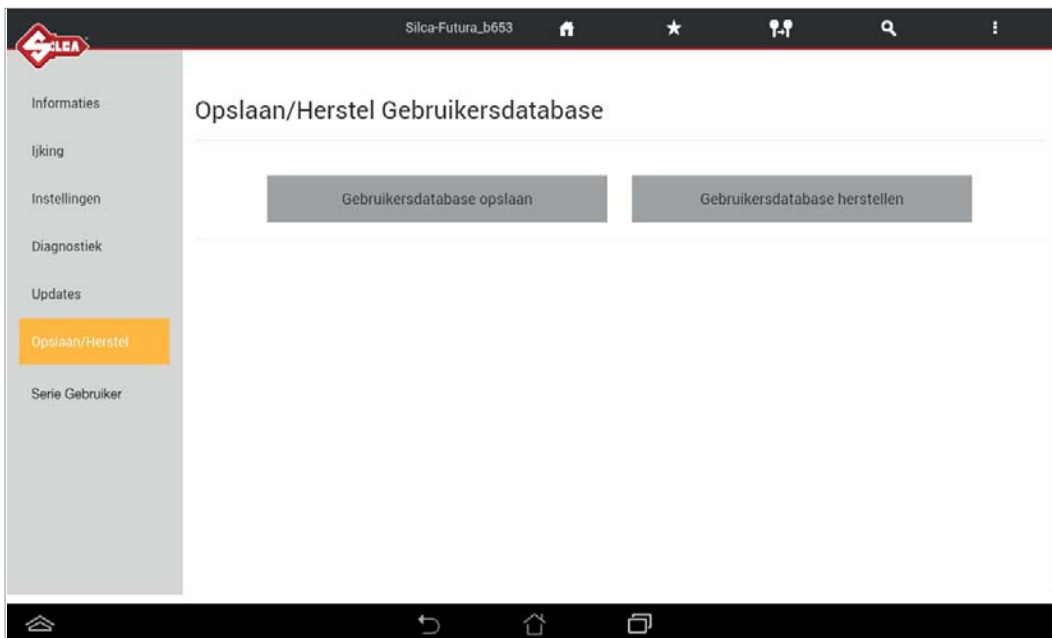 SILCA
Silca-Futura_b653
Informaties
Ijking
Instellingen
Diagnostiek
Updates
Opslaan/Herstel
Serie Gebruiker
Opslaan/Herstel Gebruikersdatabase
Gebruikersdatabase opslaan
Gebruikersdatabase herstellen